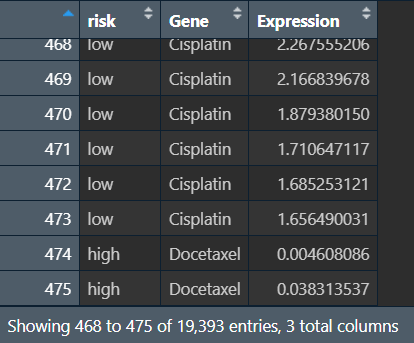 risk Gene Expression
468 low Cisplatin 2.267555206
469 low Cisplatin 2.166839678
470 low Cisplatin 1.879380150
471 low Cisplatin 1.710647117
472 low Cisplatin 1.685253121
473 low Cisplatin 1.656490031
474 high Docetaxel 0.004608086
475 high Docetaxel 0.038313537
Showing 468 to 475 of 19,393 entries, 3 total columns